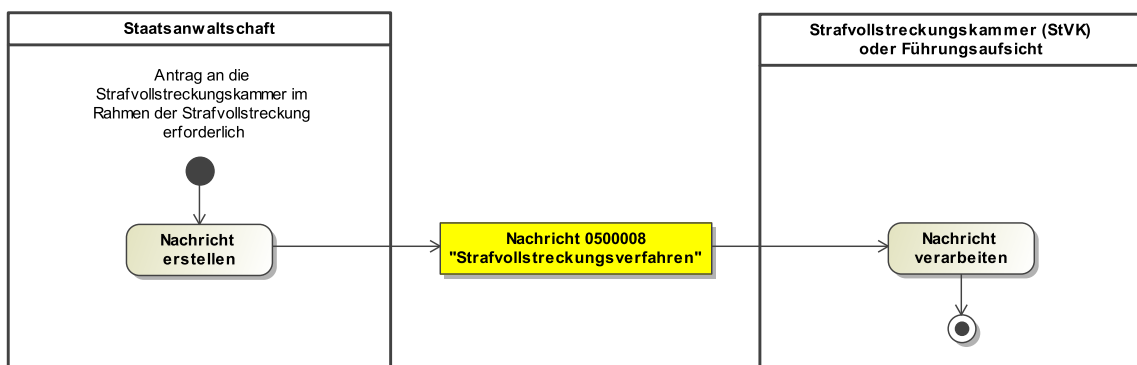 Staatsanwaltschaft
Antrag an die
Strafvollstreckungskammer im
Rahmen der Strafvollstreckung
erforderlich
Nachricht
erstellen
Nachricht 0500008
"Strafvollstreckungsverfahren"
Strafvollstreckungskammer (StVK)
oder Führungsaufsicht
Nachricht
verarbeiten